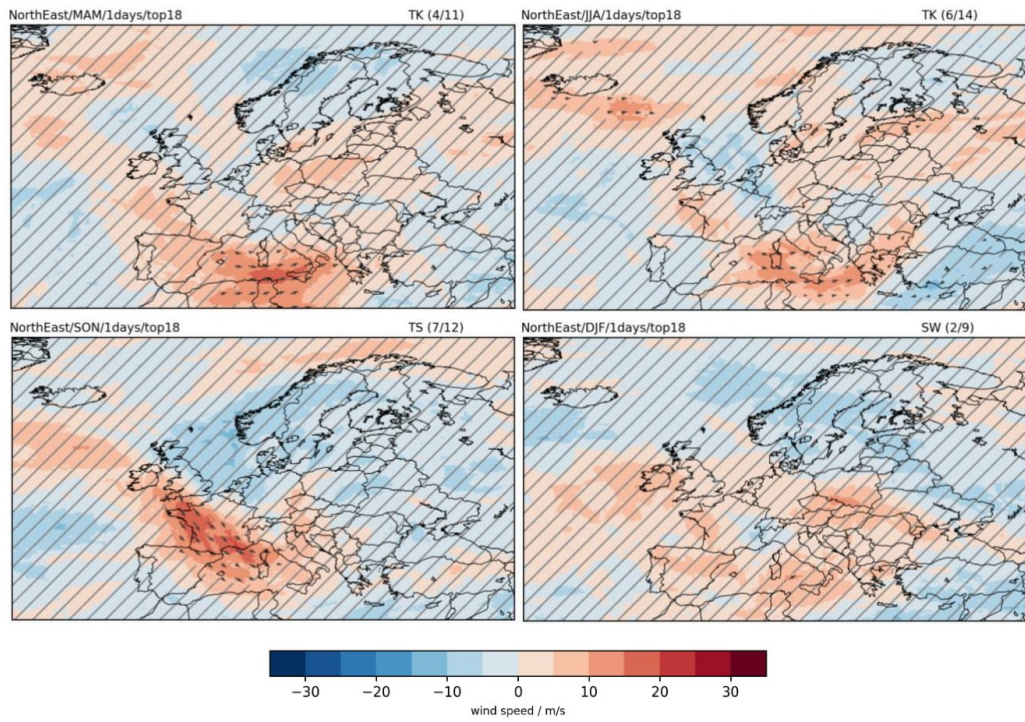 NorthEast/MAM/1days/top18 TK (4/11)
NorthEast/JJA/1days/top18 TK (6/14)
NorthEast/SON/1days/top18 TS (7/12)
NorthEast/DJF/1days/top18 SW (2/9)
−30 −20 −10 0 10 20 30
wind speed / m/s